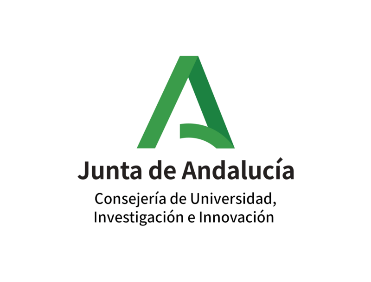 Junta de Andalucía
Consejería de Universidad,
Investigación e Innovación